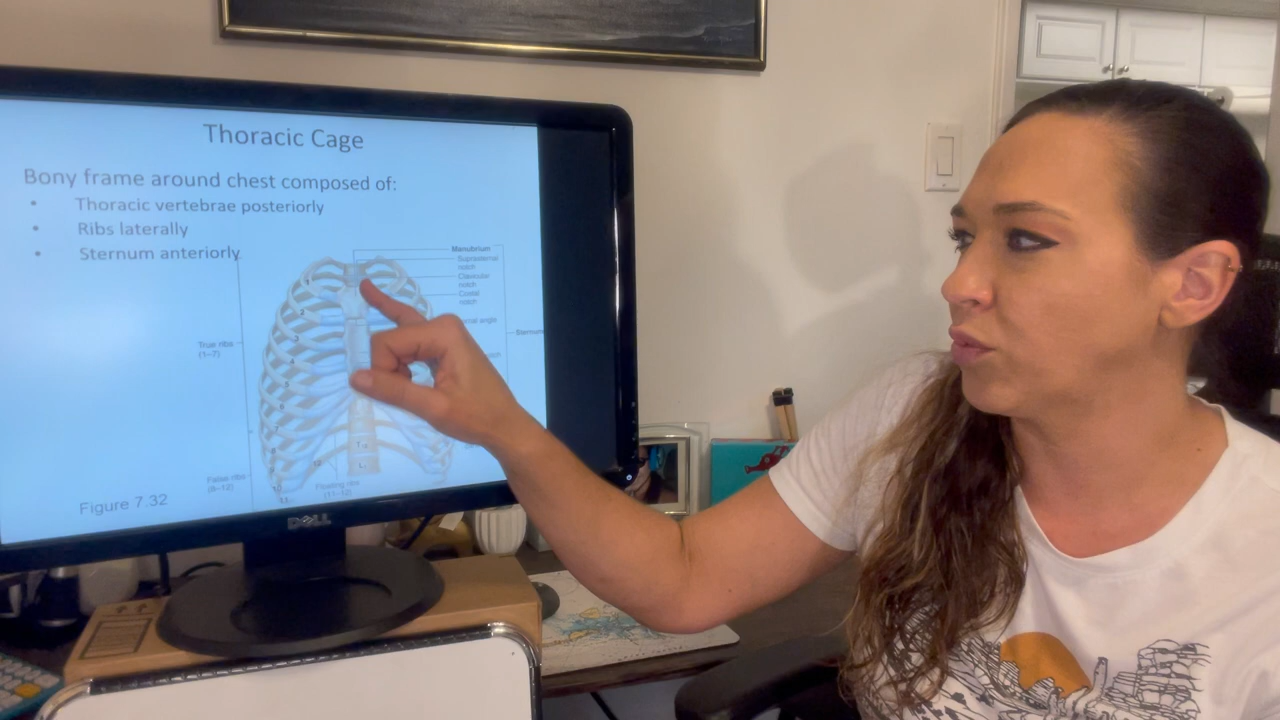 Thoracic Cage
Bony frame around chest composed of:
• Thoracic vertebrae posteriorly
• Ribs laterally
• Sternum anteriorly
Manubrium
Suprasternal
notch
Clavicular
notch
Costal
notch
angle
Sternum
True ribs
(1–7)
False ribs
(8–12)
Floating ribs
(11–12)
Figure 7.32
DELL